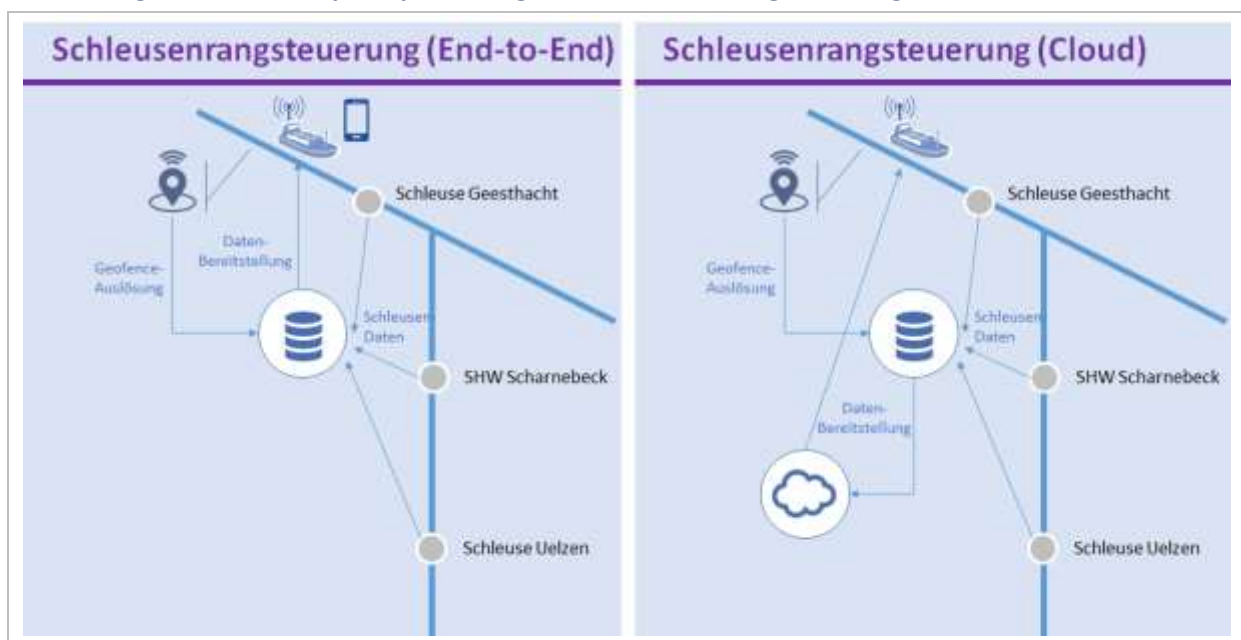 Schleusenrangsteuerung (End-to-End)
Schleuse Geesthacht
Daten-
Bereitstellung
Geofence-
Auslösung
Schleusen
Daten
SHW Scharnebeck
Schleuse Uelzen
Schleusenrangsteuerung (Cloud)
Schleuse Geesthacht
Geofence-
Auslösung
Schleusen
Daten
SHW Scharnebeck
Daten-
Bereitstellung
Schleuse Uelzen